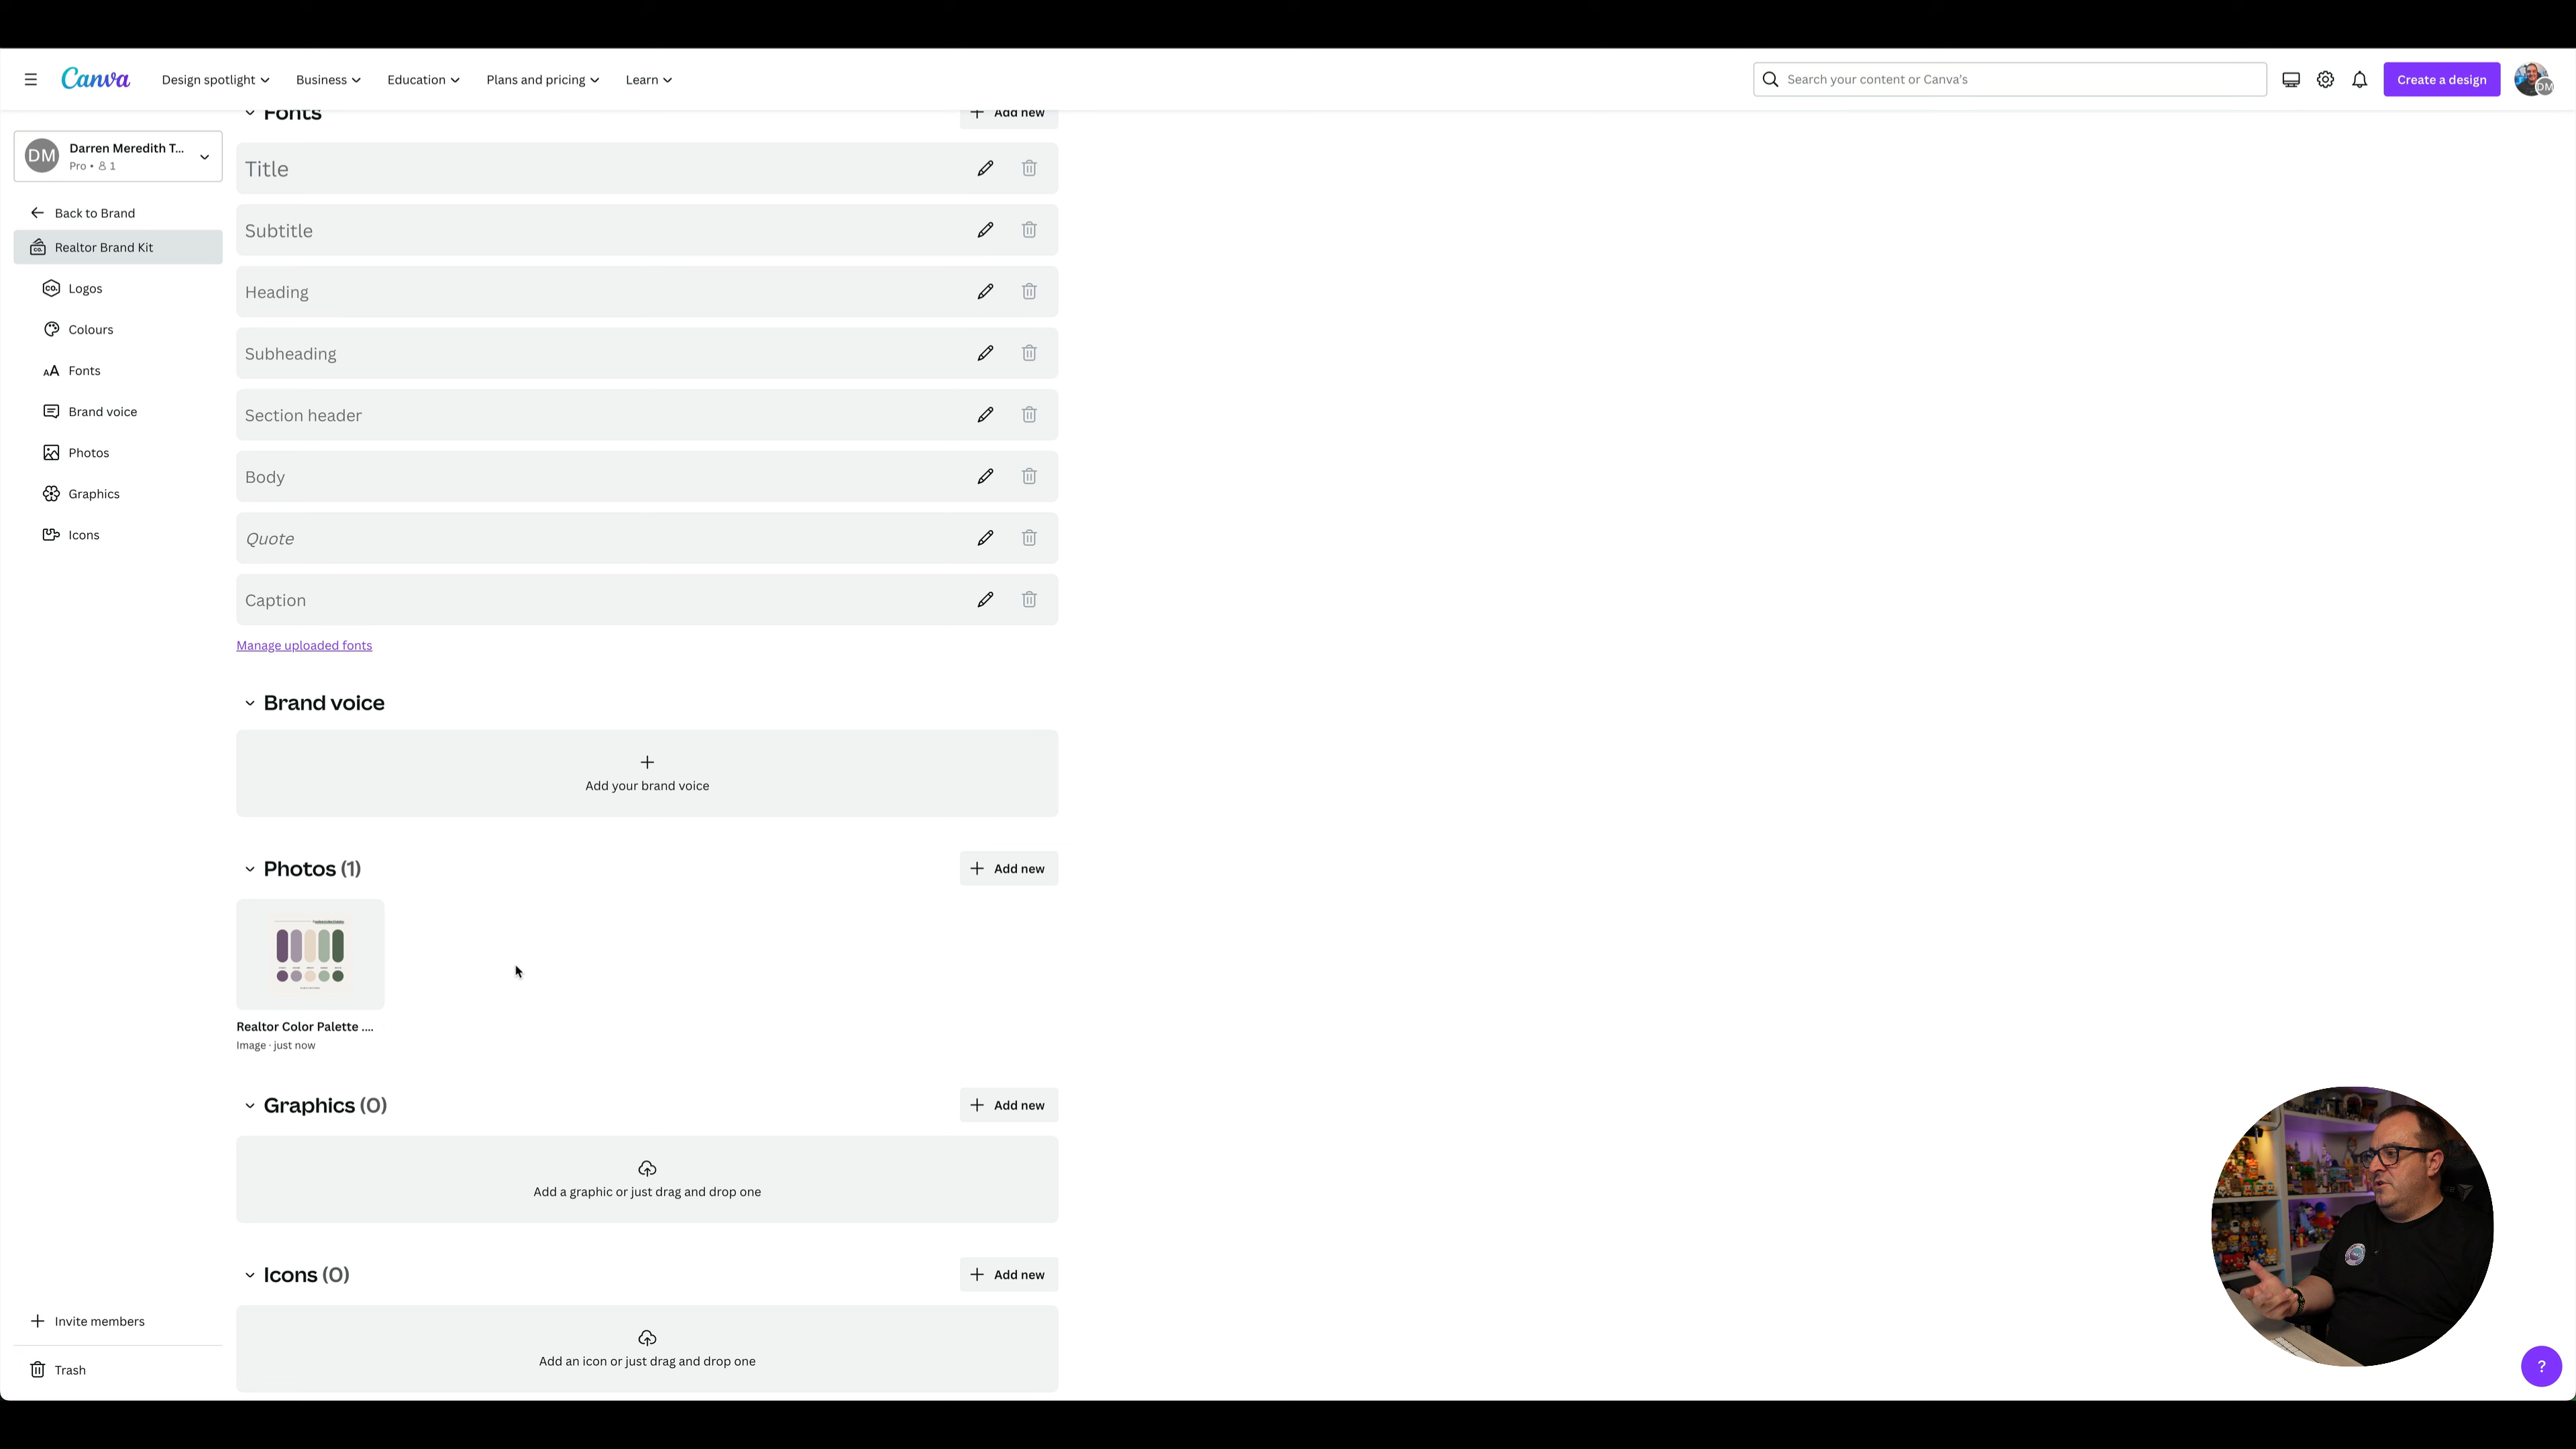 Canva
Design spotlight
Business
Education
Plans and pricing
Learn
Search your content or Canva's
Create a design
DM
DM
Darren Meredith T...
Pro • 1
Back to Brand
Realtor Brand Kit
CO.
Logos
CO.
Colours
Fonts
Brand voice
Photos
Graphics
Icons
Invite members
Trash
Fonts
Add new
Title
Subtitle
Heading
Subheading
Section header
Body
Quote
Caption
Manage uploaded fonts
Brand voice
Add your brand voice
Photos (1)
Add new
Realtor Color Palette ....
Image · just now
Graphics (0)
Add new
Add a graphic or just drag and drop one
Icons (0)
Add new
Add an icon or just drag and drop one
?